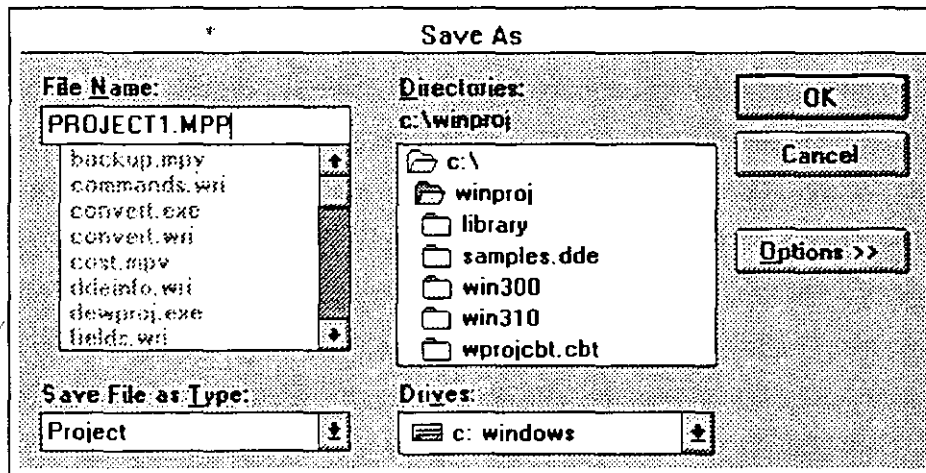 Save As
File Name:
PROJECT1.MPP
backup.mpv
commands.wri
convert.exe
convert.wri
cost.mpv
ddeinfo.wri
dewproj.exe
fields.wri
Save File as Type:
Project
Directories:
c:\winproj
c:\
winproj
library
samples.dde
win300
win310
wprojcbt.cbt
Drives:
c: windows
OK
Cancel
Options >>